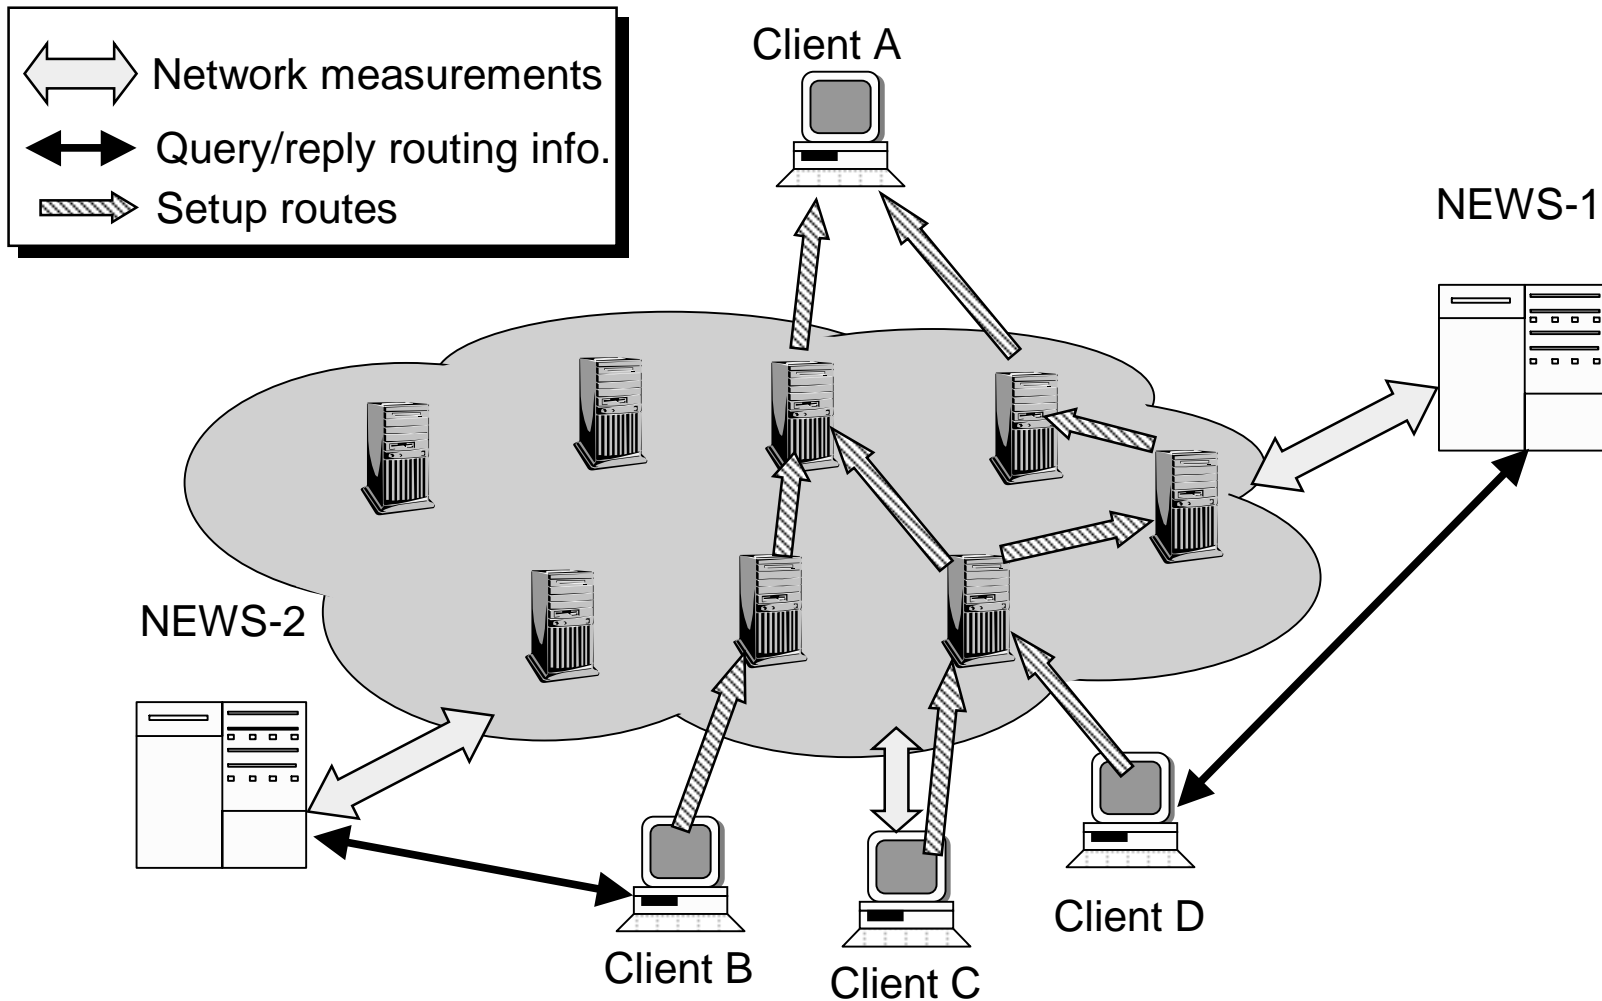 Network measurements
Query/reply routing info.
Setup routes
Client A
NEWS-1
NEWS-2
Client B
Client C
Client D